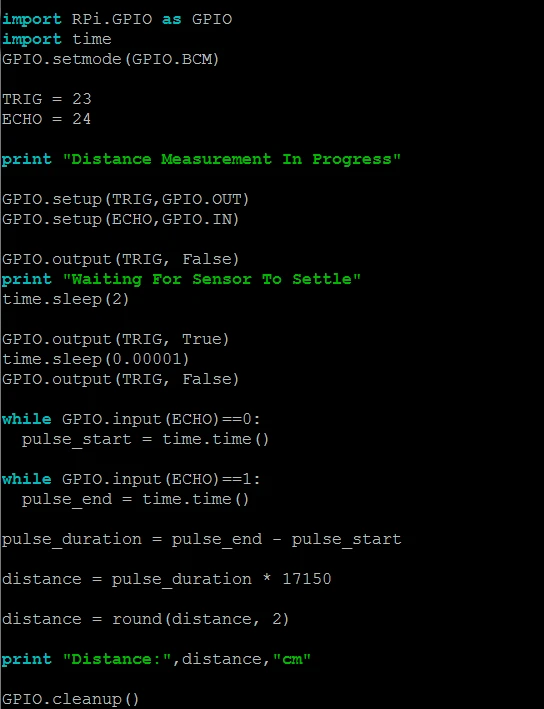 import RPi.GPIO as GPIO
import time
GPIO.setmode(GPIO.BCM)
TRIG = 23
ECHO = 24
print "Distance Measurement In Progress"
GPIO.setup(TRIG,GPIO.OUT)
GPIO.setup(ECHO,GPIO.IN)
GPIO.output(TRIG, False)
print "Waiting For Sensor To Settle"
time.sleep(2)
GPIO.output(TRIG, True)
time.sleep(0.00001)
GPIO.output(TRIG, False)
while GPIO.input(ECHO)==0:
  pulse_start = time.time()
while GPIO.input(ECHO)==1:
  pulse_end = time.time()
pulse_duration = pulse_end - pulse_start
distance = pulse_duration * 17150
distance = round(distance, 2)
print "Distance:",distance,"cm"
GPIO.cleanup()